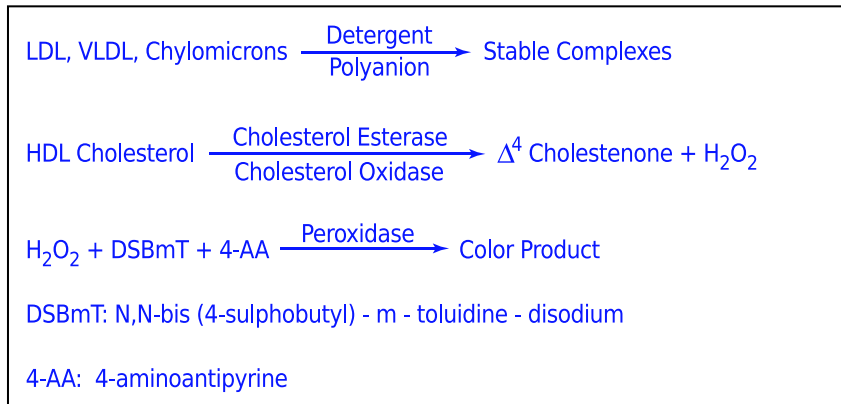 LDL, VLDL, Chylomicrons Detergent Polyanion Stable Complexes
HDL Cholesterol Cholesterol Esterase Cholesterol Oxidase Δ⁴ Cholestenone + H₂O₂
H₂O₂ + DSBmT + 4-AA Peroxidase Color Product
DSBmT: N,N-bis (4-sulphobutyl) - m - toluidine - disodium
4-AA: 4-aminoantipyrine